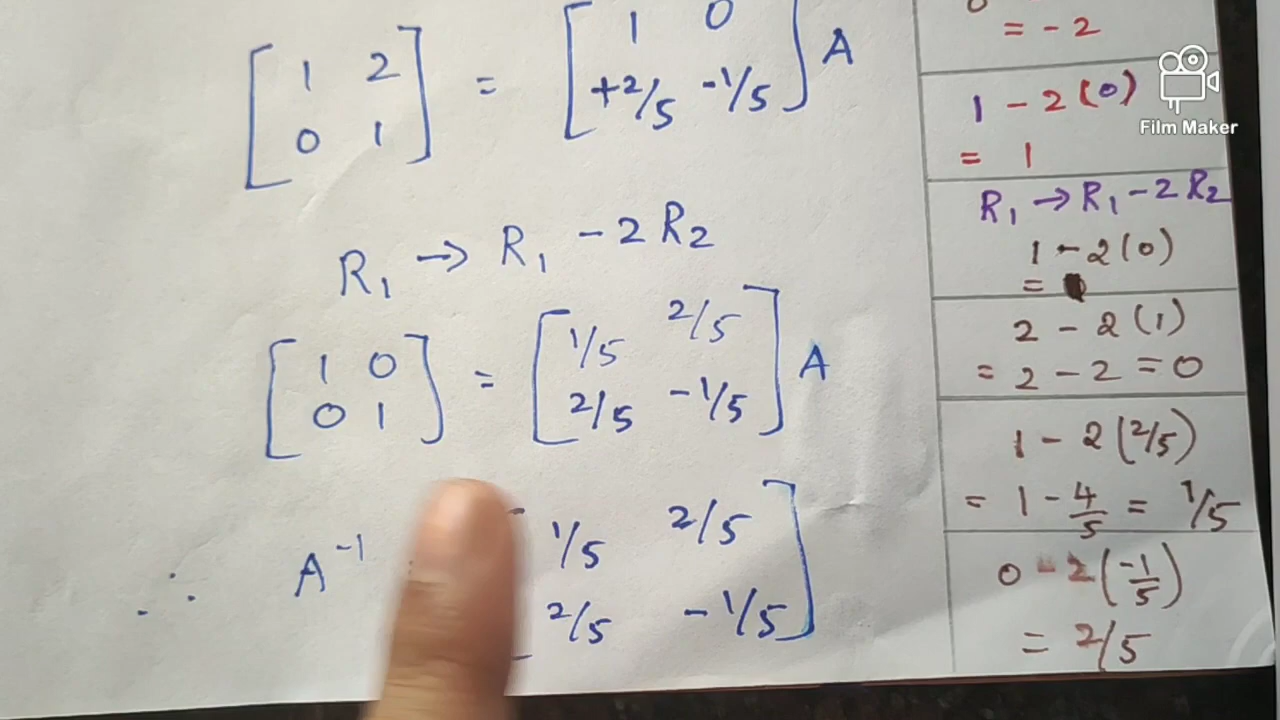 [1 2] = [1 0] A
[0 1] [+2/5 -1/5]
R₁ → R₁ - 2R₂
[1 0] = [1/5 2/5] A
[0 1] [2/5 -1/5]
∴ A⁻¹ [1/5 2/5]
[2/5 -1/5]
= -2
1 - 2(0)
= 1
R₁ → R₁ - 2R₂
1 - 2(0)
=
2 - 2(1)
= 2 - 2 = 0
1 - 2(2/5)
= 1 - 4/5 = 1/5
0 - 2(-1/5)
= 2/5
Film Maker